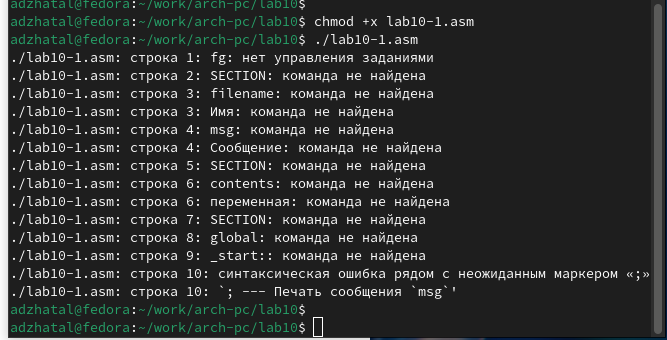 adzhatal@fedora:~/work/arch-pc/lab10$
adzhatal@fedora:~/work/arch-pc/lab10$ chmod +x lab10-1.asm
adzhatal@fedora:~/work/arch-pc/lab10$ ./lab10-1.asm
./lab10-1.asm: строка 1: fg: нет управления заданиями
./lab10-1.asm: строка 2: SECTION: команда не найдена
./lab10-1.asm: строка 3: filename: команда не найдена
./lab10-1.asm: строка 3: Имя: команда не найдена
./lab10-1.asm: строка 4: msg: команда не найдена
./lab10-1.asm: строка 4: Сообщение: команда не найдена
./lab10-1.asm: строка 5: SECTION: команда не найдена
./lab10-1.asm: строка 6: contents: команда не найдена
./lab10-1.asm: строка 6: переменная: команда не найдена
./lab10-1.asm: строка 7: SECTION: команда не найдена
./lab10-1.asm: строка 8: global: команда не найдена
./lab10-1.asm: строка 9: _start:: команда не найдена
./lab10-1.asm: строка 10: синтаксическая ошибка рядом с неожиданным маркером «;»
./lab10-1.asm: строка 10: `; --- Печать сообщения `msg`'
adzhatal@fedora:~/work/arch-pc/lab10$
adzhatal@fedora:~/work/arch-pc/lab10$